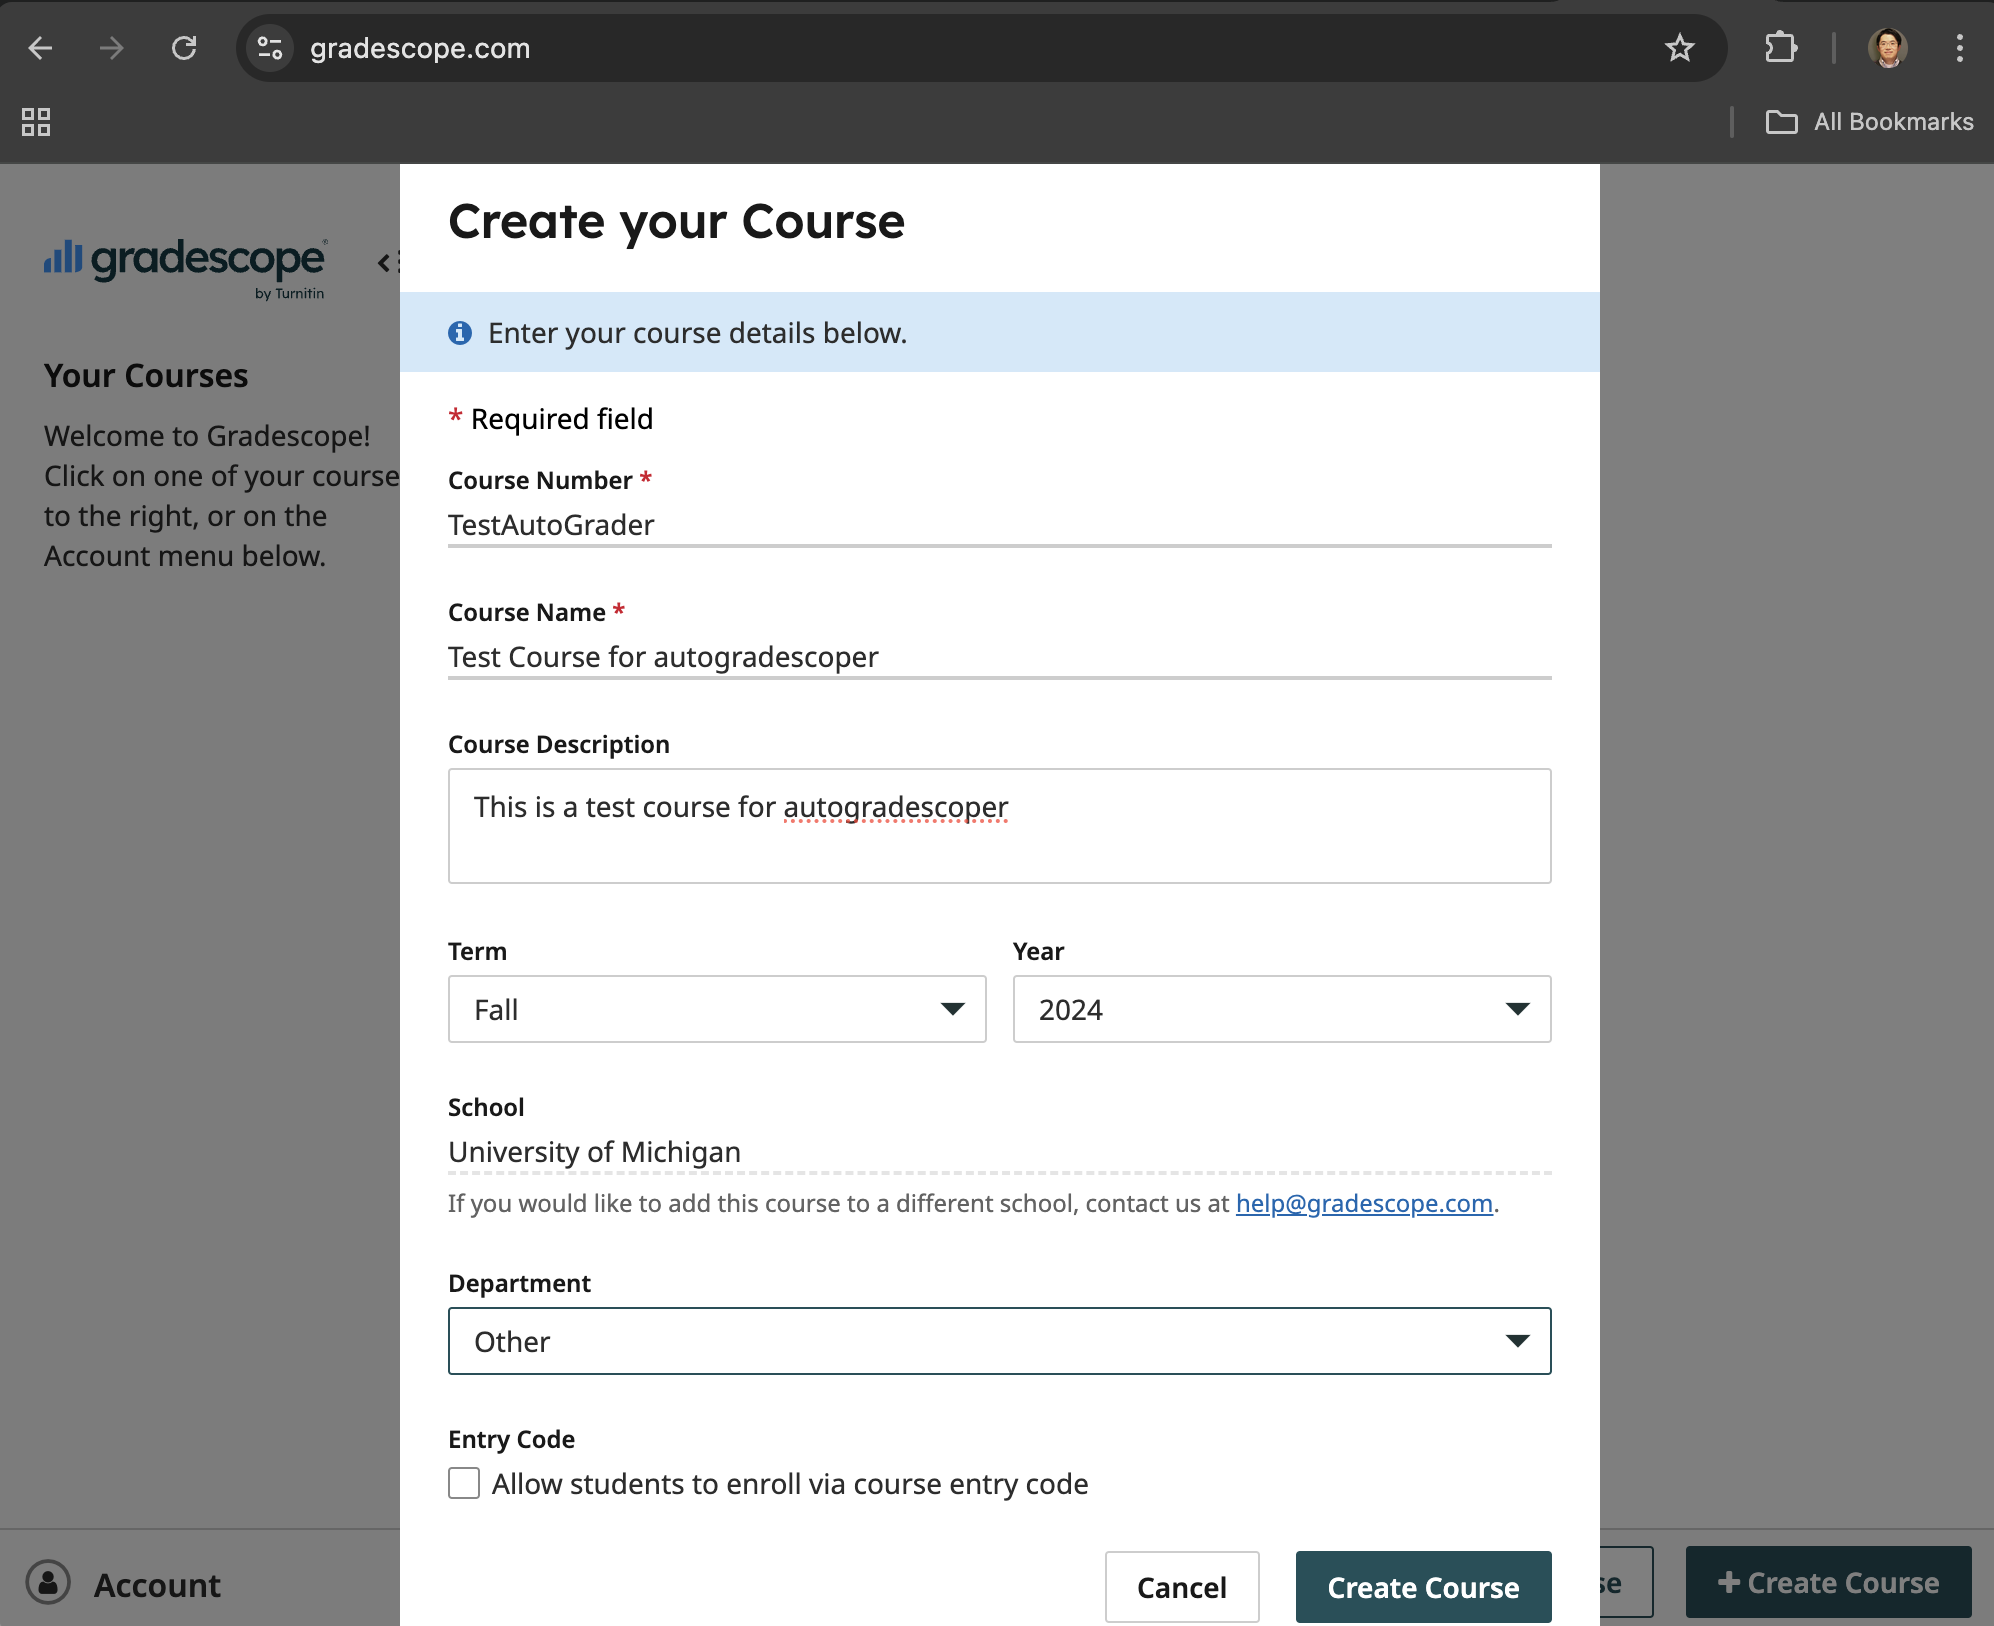 gradescope.com
All Bookmarks
gradescope
by Turnitin
Your Courses
Welcome to Gradescope!
Click on one of your course
to the right, or on the
Account menu below.
Account
Create your Course
Enter your course details below.
* Required field
Course Number *
TestAutoGrader
Course Name *
Test Course for autogradescoper
Course Description
This is a test course for autogradescoper
Term
Fall
Year
2024
School
University of Michigan
If you would like to add this course to a different school, contact us at help@gradescope.com.
Department
Other
Entry Code
Allow students to enroll via course entry code
Cancel
Create Course
+ Create Course